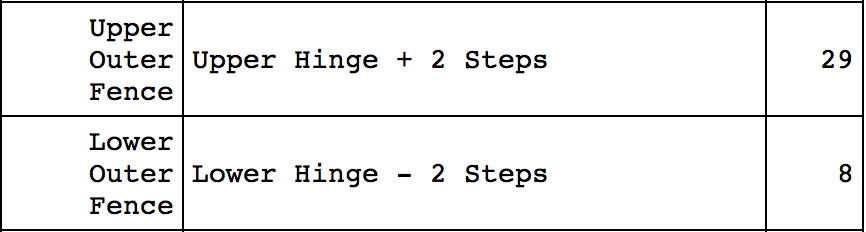 Upper
Outer Upper Hinge + 2 Steps 29
Fence
Lower
Outer Lower Hinge - 2 Steps 8
Fence